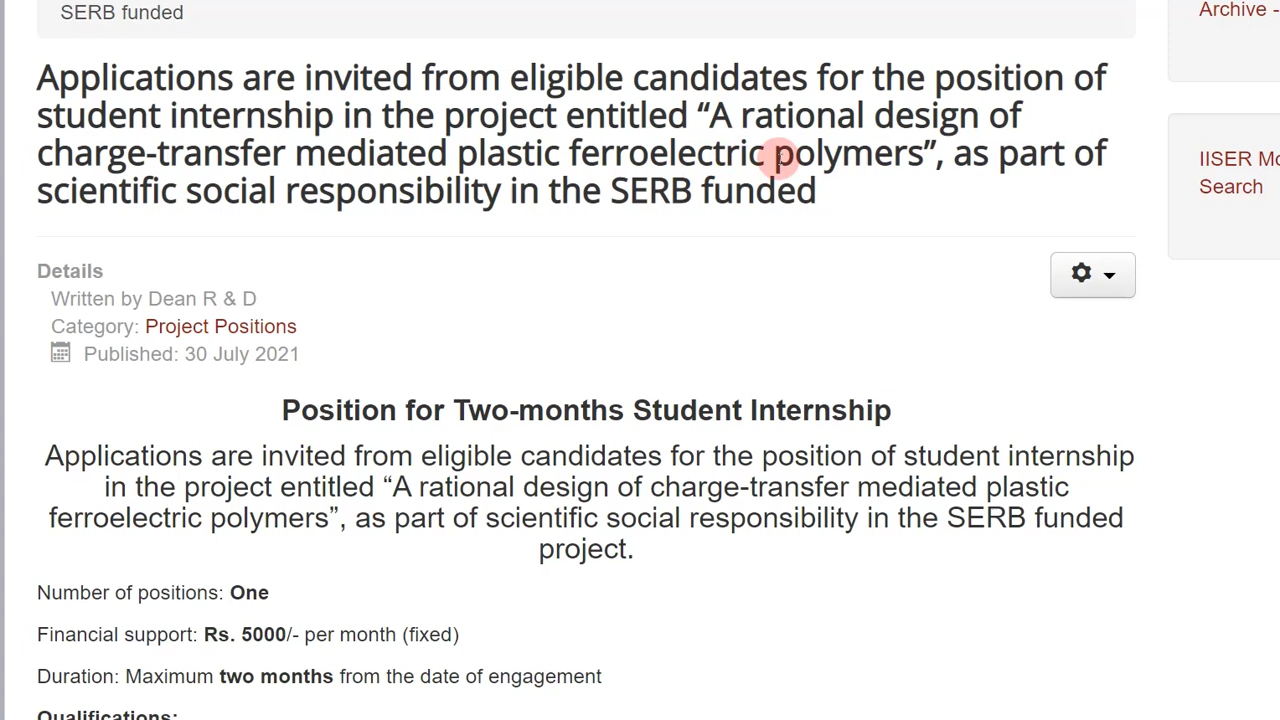 SERB funded
Archive -
Applications are invited from eligible candidates for the position of
student internship in the project entitled “A rational design of
charge-transfer mediated plastic ferroelectric polymers”, as part of
scientific social responsibility in the SERB funded
IISER Mo
Search
Details
Written by Dean R & D
Category: Project Positions
Published: 30 July 2021
Position for Two-months Student Internship
Applications are invited from eligible candidates for the position of student internship
in the project entitled “A rational design of charge-transfer mediated plastic
ferroelectric polymers”, as part of scientific social responsibility in the SERB funded
project.
Number of positions: One
Financial support: Rs. 5000/- per month (fixed)
Duration: Maximum two months from the date of engagement
Qualifications: